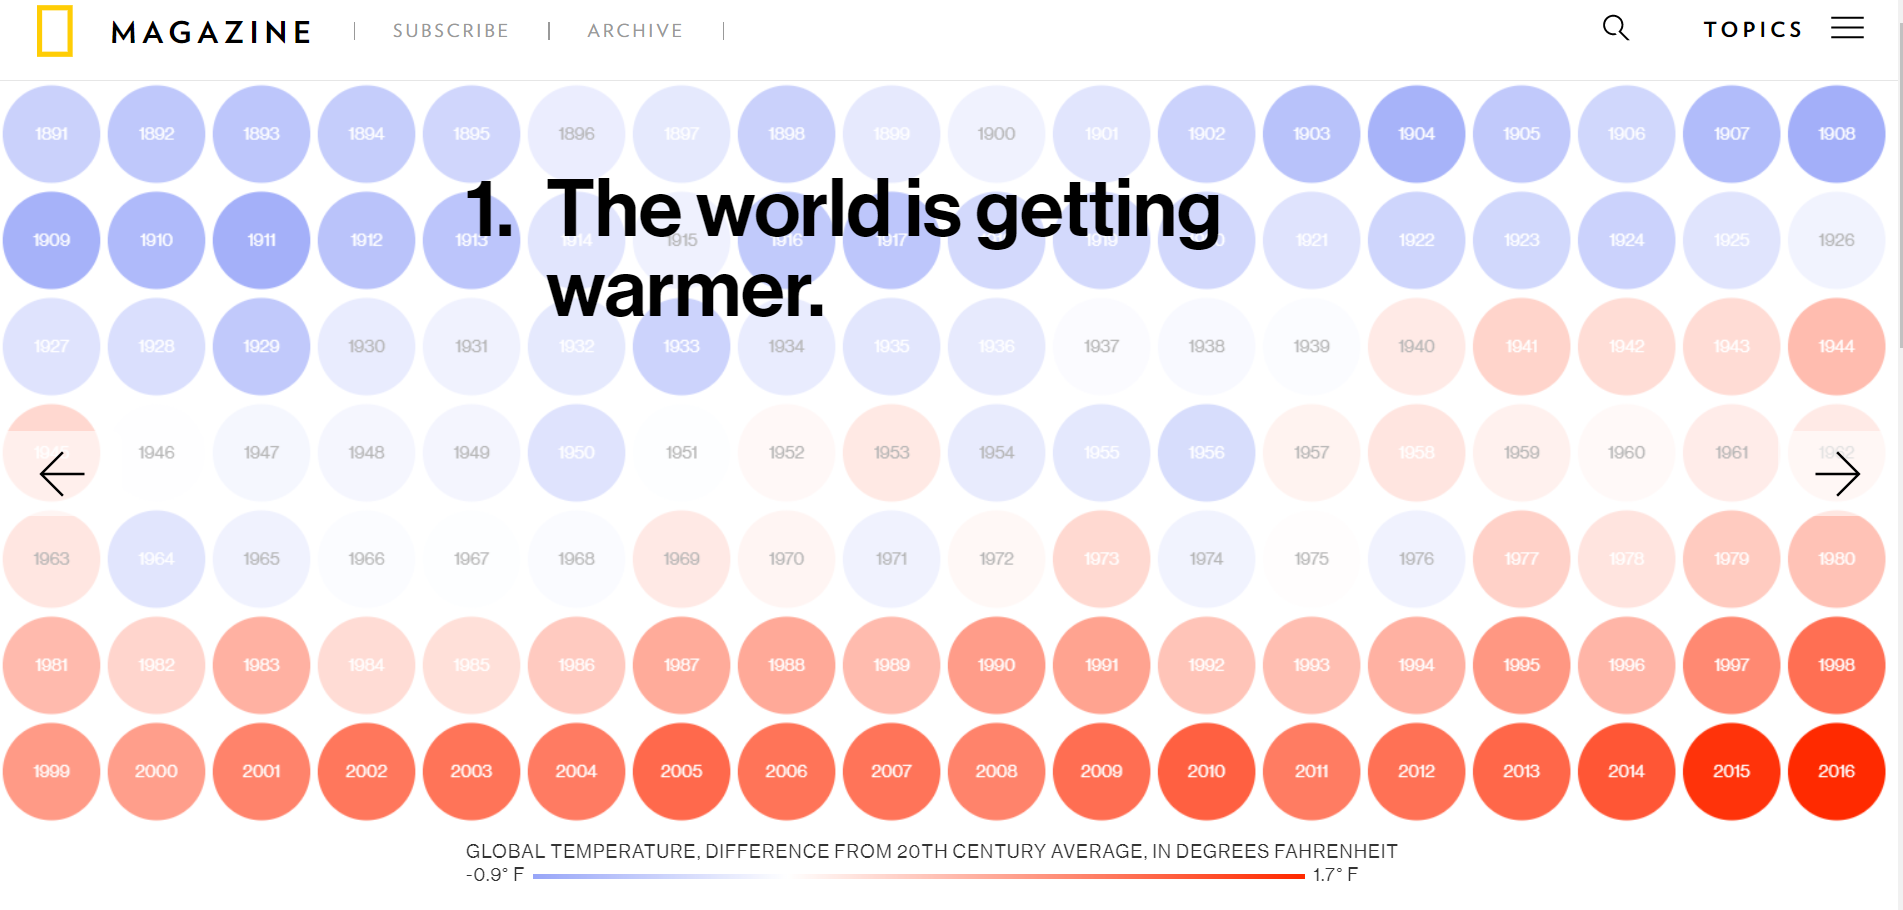 MAGAZINE | SUBSCRIBE | ARCHIVE | TOPICS
1891 1892 1893 1894 1895 1896 1897 1898 1899 1900 1901 1902 1903 1904 1905 1906 1907 1908
1. The world is getting
1909 1910 1911 1912 1913 1914 1915 1916 1917 1919 1921 1922 1923 1924 1925 1926
warmer.
1927 1928 1929 1930 1931 1932 1933 1934 1935 1936 1937 1938 1939 1940 1941 1942 1943 1944
1945 1946 1947 1948 1949 1950 1951 1952 1953 1954 1955 1956 1957 1958 1959 1960 1961 1962
1963 1964 1965 1966 1967 1968 1969 1970 1971 1972 1973 1974 1975 1976 1977 1978 1979 1980
1981 1982 1983 1984 1985 1986 1987 1988 1989 1990 1991 1992 1993 1994 1995 1996 1997 1998
1999 2000 2001 2002 2003 2004 2005 2006 2007 2008 2009 2010 2011 2012 2013 2014 2015 2016
GLOBAL TEMPERATURE, DIFFERENCE FROM 20TH CENTURY AVERAGE, IN DEGREES FAHRENHEIT
-0.9° F 1.7° F